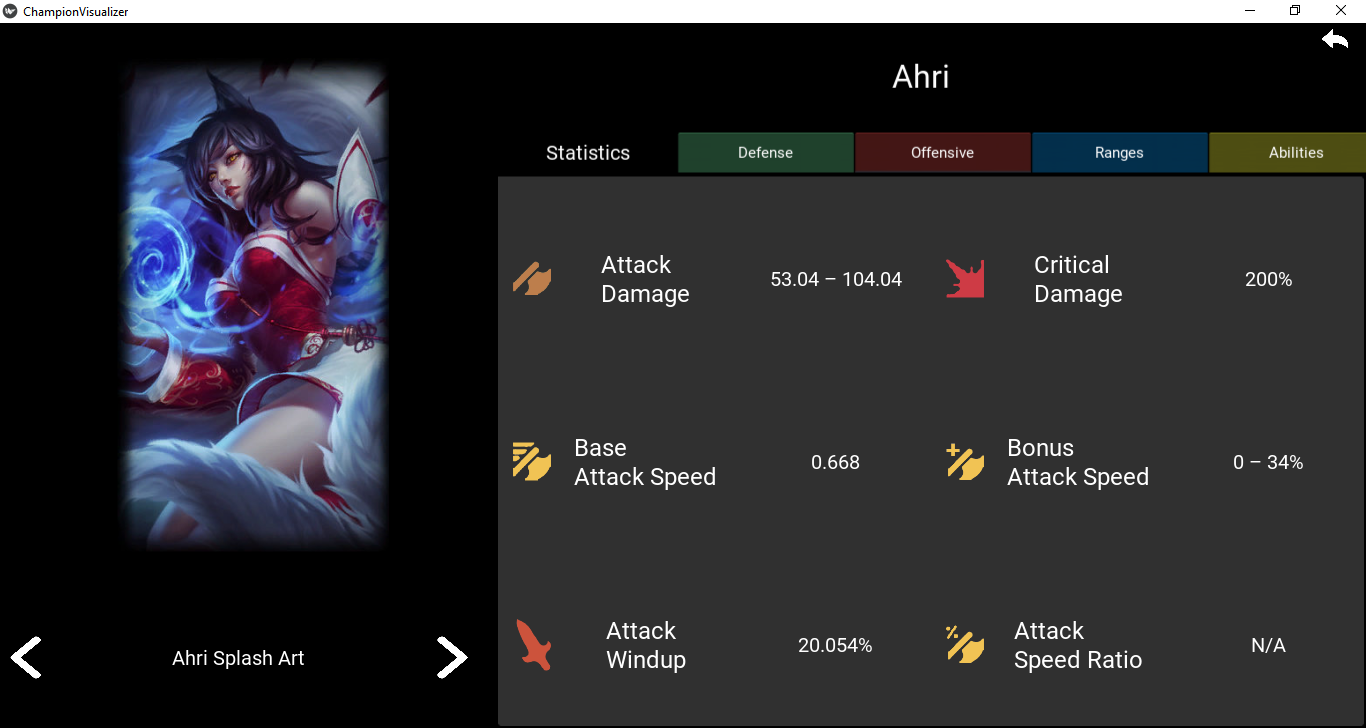 ChampionVisualizer
Ahri
Statistics
Defense
Offensive
Ranges
Abilities
Attack
Damage
53.04 – 104.04
Critical
Damage
200%
Base
Attack Speed
0.668
Bonus
Attack Speed
0 – 34%
Attack
Windup
20.054%
Attack
Speed Ratio
N/A
Ahri Splash Art